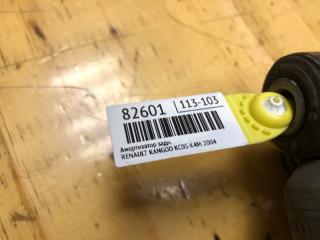 82601 113-103
Амортизатор задн.
RENAULT KANGOO KC0S K4M 2004